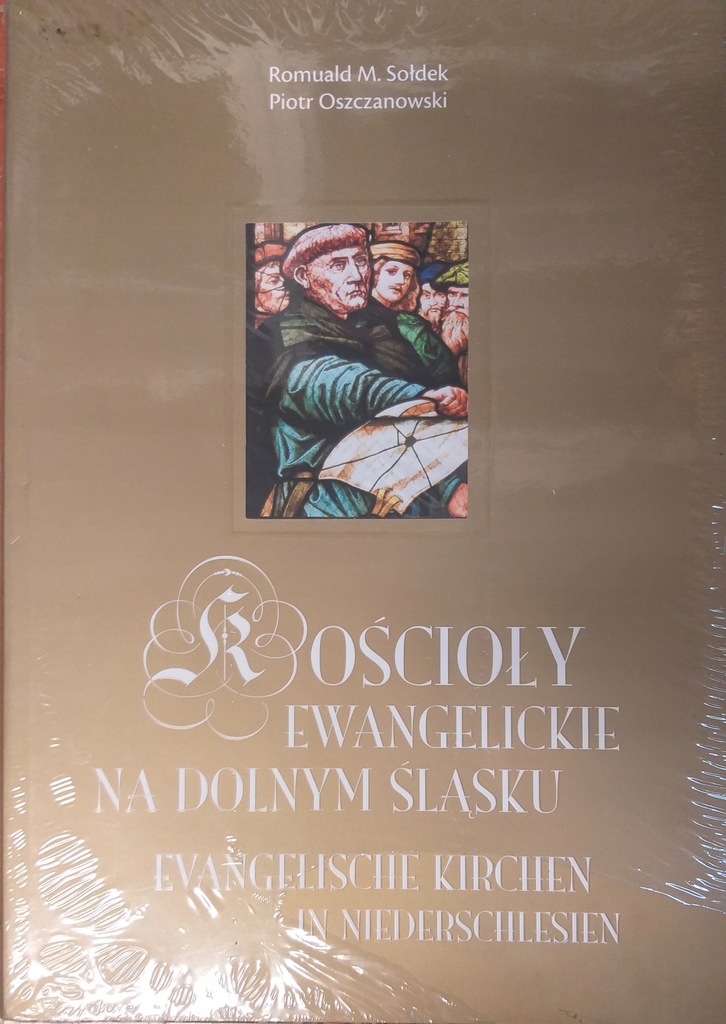 Romuald M. Sołdek
Piotr Oszczanowski
KOŚCIOŁY
EWANGELICKIE
NA DOLNYM ŚLĄSKU
EVANGELISCHE KIRCHEN
IN NIEDERSCHLESIEN